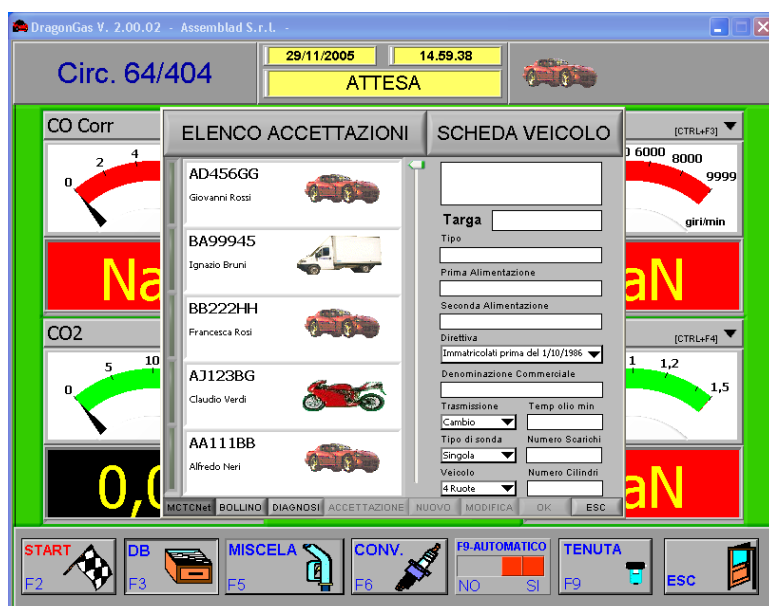 DragonGas V. 2.00.02 - Assemblad S.r.l. -
Circ. 64/404
29/11/2005 14.59.38
ATTESA
CO Corr
[CTRL+F3]
0 2 4
6000 8000 9999
giri/min
Na
aN
CO2
[CTRL+F4]
0 5 10
1 1,2 1,5
0,0
aN
ELENCO ACCETTAZIONI
AD456GG
Giovanni Rossi
BA99945
Ignazio Bruni
BB222HH
Francesca Rosi
AJ123BG
Claudio Verdi
AA111BB
Alfredo Neri
SCHEDA VEICOLO
Targa
Tipo
Prima Alimentazione
Seconda Alimentazione
Direttiva
Immatricolati prima del 1/10/1986
Denominazione Commerciale
Trasmissione Temp olio min
Cambio
Tipo di sonda Numero Scarichi
Singola
Veicolo Numero Cilindri
4 Ruote
MCTCNet BOLLINO DIAGNOSI ACCETTAZIONE NUOVO MODIFICA OK ESC
START
F2
DB
F3
MISCELA
F5
CONV.
F6
F9-AUTOMATICO
NO SI
TENUTA
F9
ESC